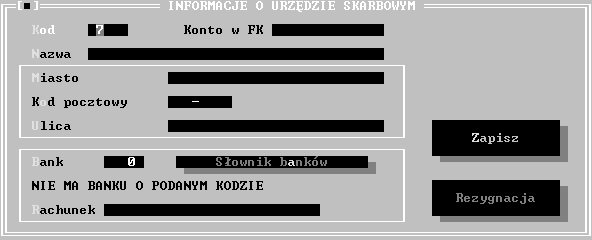 INFORMACJE O URZĘDZIE SKARBOWYM
Kod 7 Konto w FK
Nazwa
Miasto
Kod pocztowy –
Ulica
Zapisz
Bank 0 Słownik banków
NIE MA BANKU O PODANYM KODZIE
Rezygnacja
Rachunek